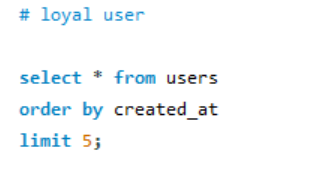 # loyal user
select * from users
order by created_at
limit 5;